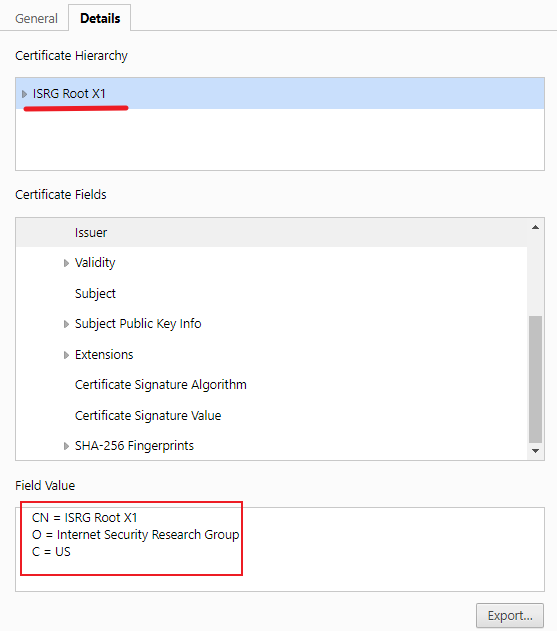 General
Details
Certificate Hierarchy
ISRG Root X1
Certificate Fields
Issuer
Validity
Subject
Subject Public Key Info
Extensions
Certificate Signature Algorithm
Certificate Signature Value
SHA-256 Fingerprints
Field Value
CN = ISRG Root X1
O = Internet Security Research Group
C = US
Export...